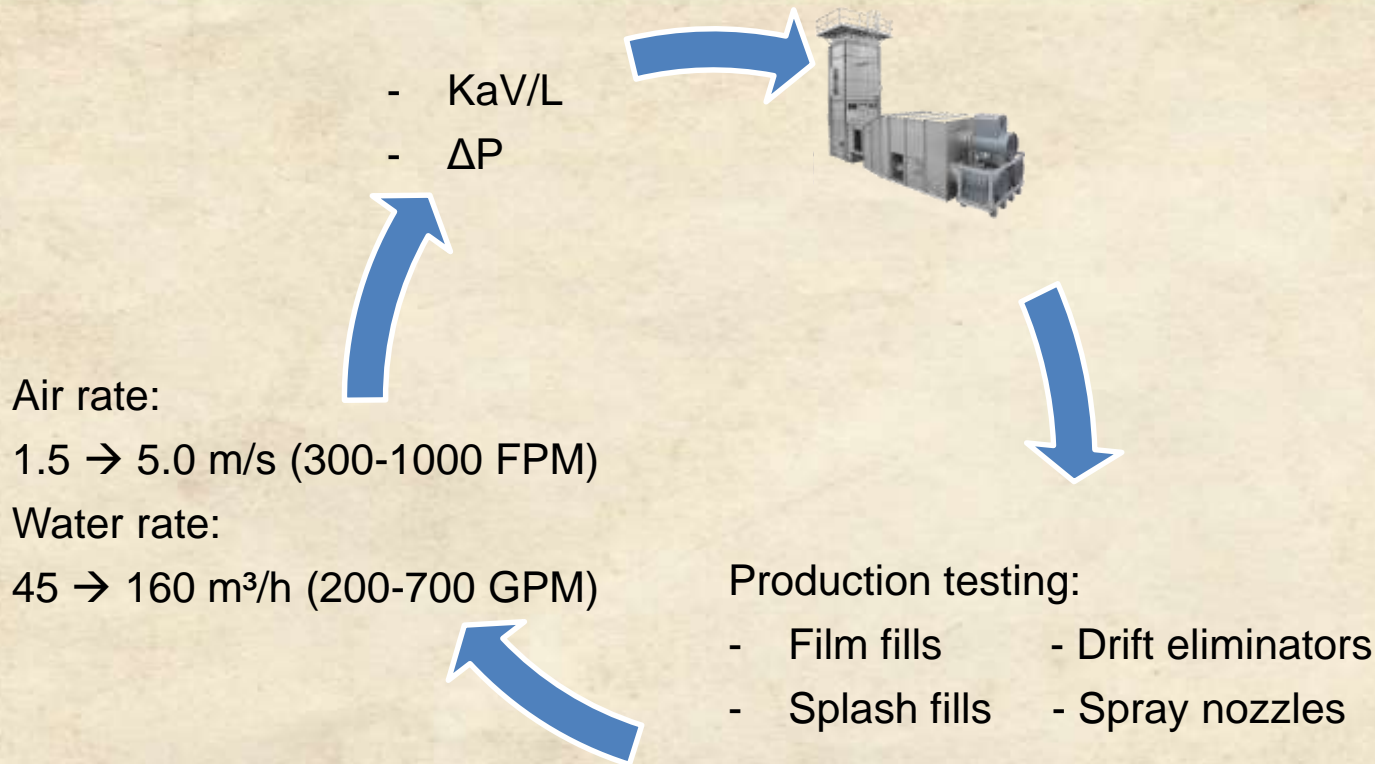 - KaV/L
- ΔP
Air rate:
1.5 → 5.0 m/s (300-1000 FPM)
Water rate:
45 → 160 m³/h (200-700 GPM)
Production testing:
- Film fills - Drift eliminators
- Splash fills - Spray nozzles